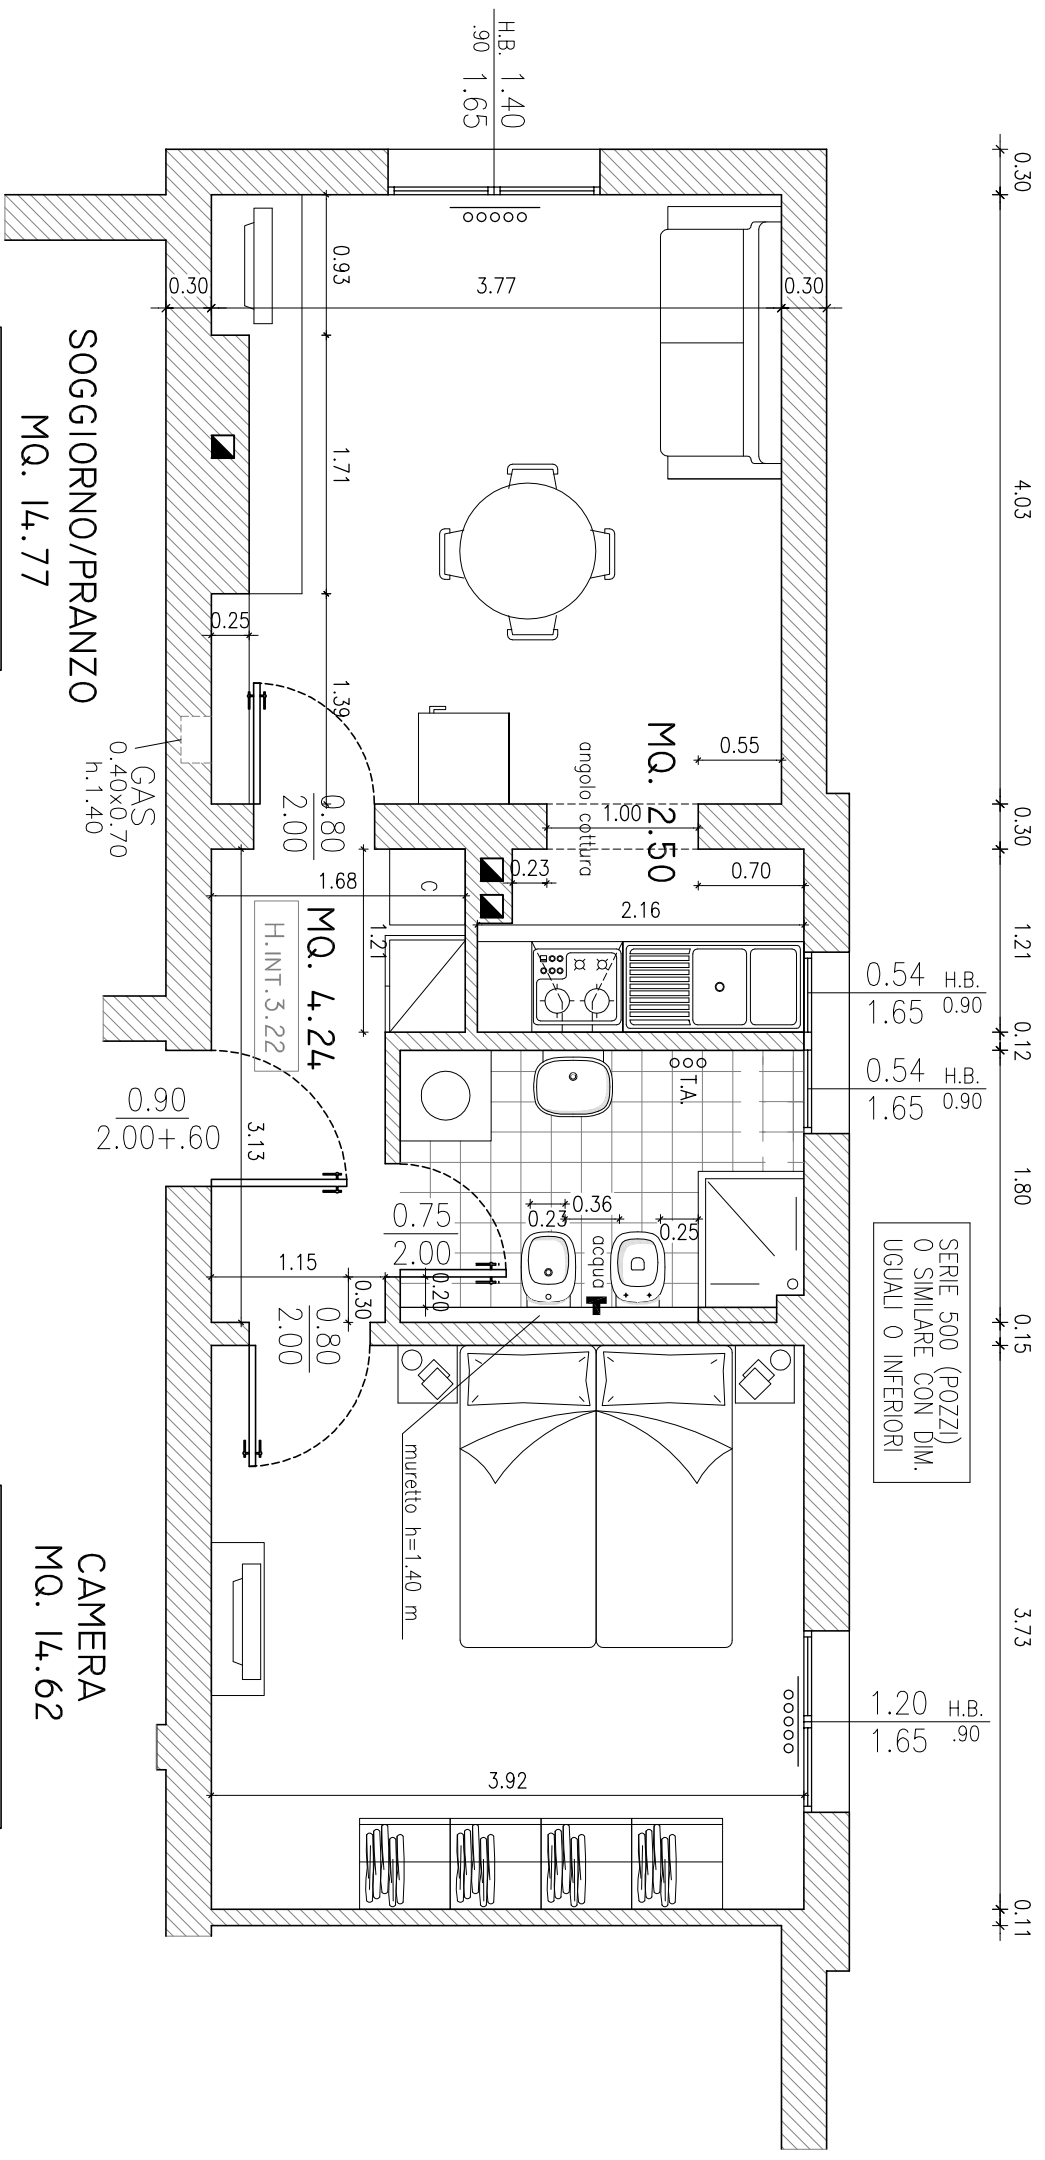 H.B. 1.40
.90 1.65
0.30
4.03
0.30
1.21
0.12
1.80
0.15
3.73
0.11
0.54 H.B.
1.65 0.90
0.54 H.B.
1.65 0.90
1.20 H.B.
1.65 .90
SERIE 500 (POZZI)
O SIMILARE CON DIM.
UGUALI O INFERIORI
0.30
3.77
0.30
0.93
1.71
1.39
0.25
0.55
MQ. 2.50
angolo cottura
1.00
0.23
0.70
2.16
0.80
2.00
1.68
C
1.21
MQ. 4.24
H.INT.3.22
GAS
0.40x0.70
h.1.40
SOGGIORNO/PRANZO
MQ. 14.77
T.A.
0.90
2.00+.60
3.13
0.75
2.00
0.23
0.36
0.25
acqua
0.20
1.15
0.30
0.80
2.00
muretto h=1.40 m
3.92
CAMERA
MQ. 14.62